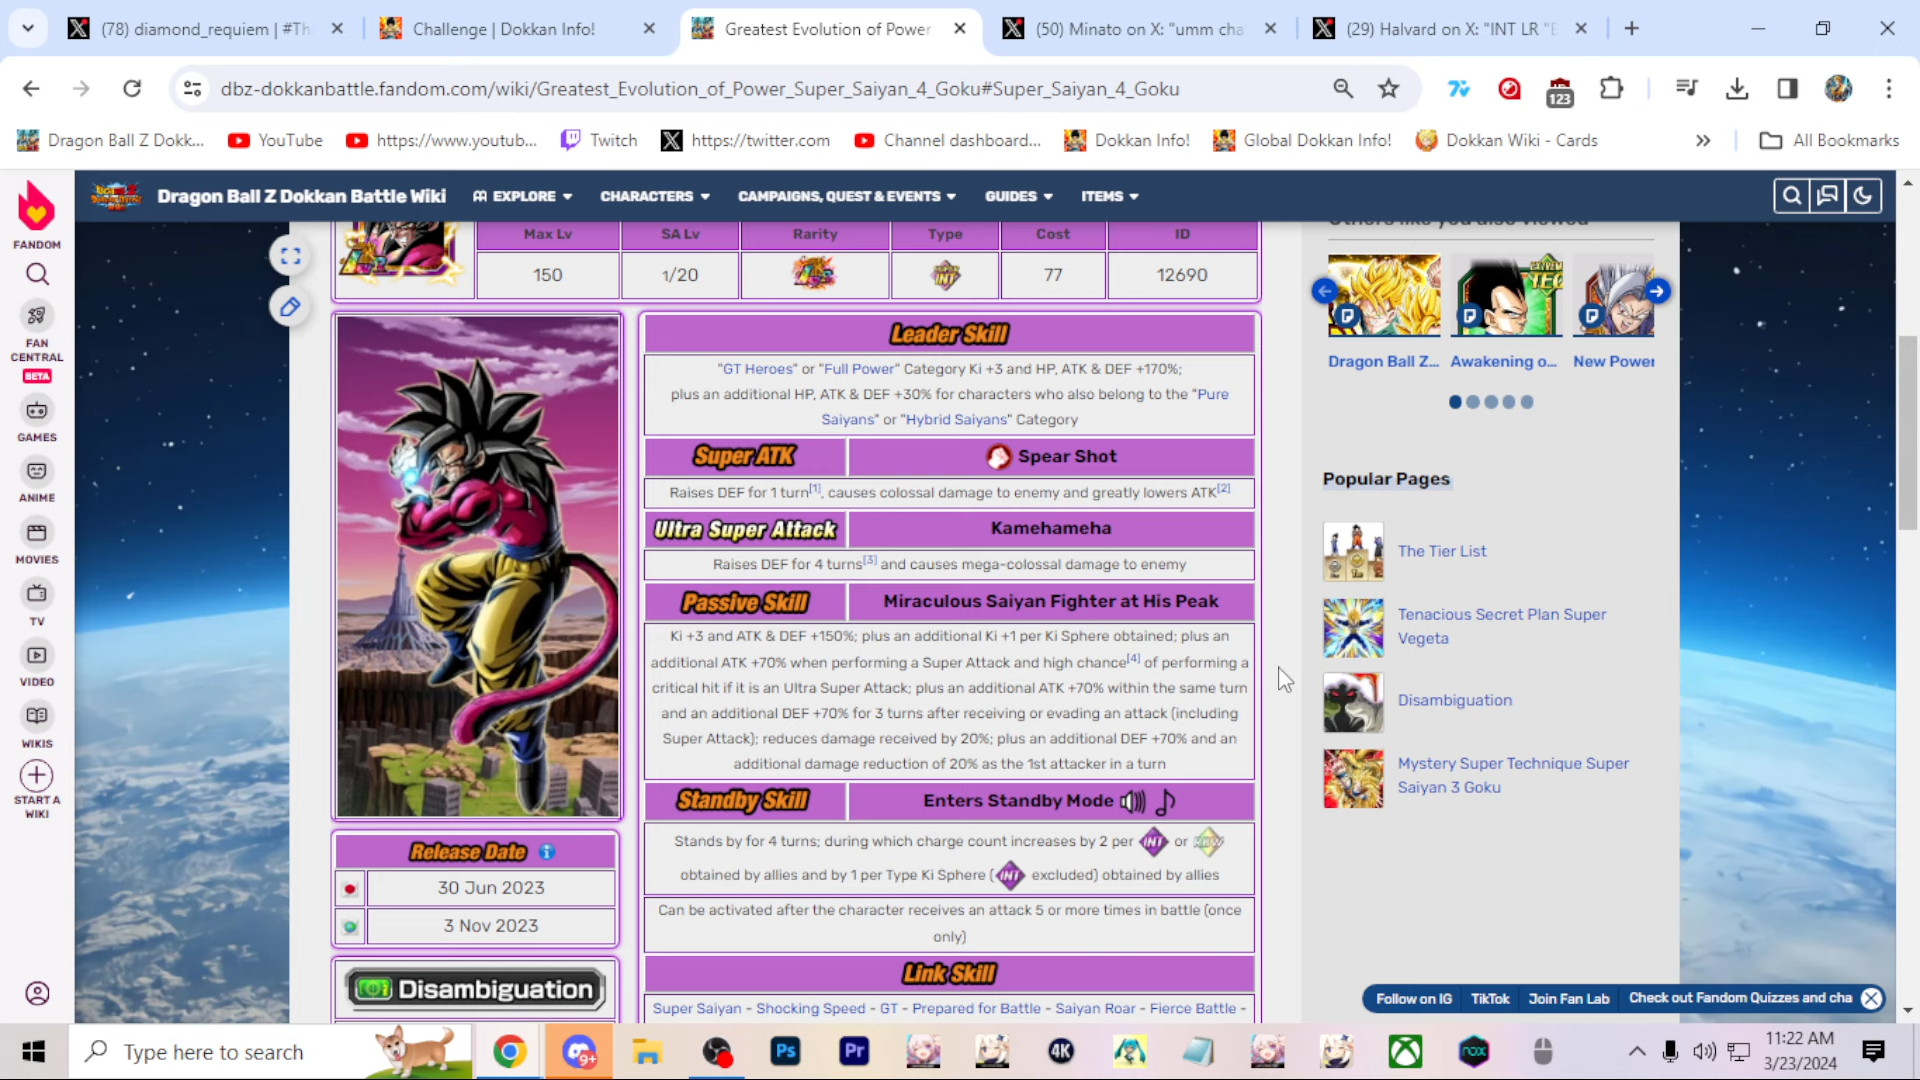 (78) diamond_requiem | #Th
Challenge | Dokkan Info!
Greatest Evolution of Power
(50) Minato on X: "umm cha
(29) Halvard on X: "INT LR "E
dbz-dokkanbattle.fandom.com/wiki/Greatest_Evolution_of_Power_Super_Saiyan_4_Goku#Super_Saiyan_4_Goku
123
Dragon Ball Z Dokk...
YouTube
https://www.youtub...
Twitch
https://twitter.com
Channel dashboard...
Dokkan Info!
Global Dokkan Info!
Dokkan Wiki - Cards
All Bookmarks
Dragon Ball Z Dokkan Battle Wiki
EXPLORE
CHARACTERS
CAMPAIGNS, QUEST & EVENTS
GUIDES
ITEMS
FANDOM
FAN CENTRAL
BETA
GAMES
ANIME
MOVIES
TV
VIDEO
WIKIS
START A WIKI
Max Lv
SA Lv
Rarity
Type
Cost
ID
150
1/20
LR
INT
77
12690
Leader Skill
"GT Heroes" or "Full Power" Category Ki +3 and HP, ATK & DEF +170%;
plus an additional HP, ATK & DEF +30% for characters who also belong to the "Pure
Saiyans" or "Hybrid Saiyans" Category
Super ATK
Spear Shot
Raises DEF for 1 turn[1], causes colossal damage to enemy and greatly lowers ATK[2]
Ultra Super Attack
Kamehameha
Raises DEF for 4 turns[3] and causes mega-colossal damage to enemy
Passive Skill
Miraculous Saiyan Fighter at His Peak
Ki +3 and ATK & DEF +150%; plus an additional Ki +1 per Ki Sphere obtained; plus an
additional ATK +70% when performing a Super Attack and high chance[4] of performing a
critical hit if it is an Ultra Super Attack; plus an additional ATK +70% within the same turn
and an additional DEF +70% for 3 turns after receiving or evading an attack (including
Super Attack); reduces damage received by 20%; plus an additional DEF +70% and an
additional damage reduction of 20% as the 1st attacker in a turn
Standby Skill
Enters Standby Mode
Stands by for 4 turns; during which charge count increases by 2 per INT or RBW
obtained by allies and by 1 per Type Ki Sphere (INT excluded) obtained by allies
Can be activated after the character receives an attack 5 or more times in battle (once
only)
Link Skill
Super Saiyan - Shocking Speed - GT - Prepared for Battle - Saiyan Roar - Fierce Battle -
Release Date
30 Jun 2023
3 Nov 2023
Disambiguation
Others like you also viewed
EXTREME
TEC
Dragon Ball Z...
Awakening o...
New Power
Popular Pages
The Tier List
Tenacious Secret Plan Super
Vegeta
Disambiguation
Mystery Super Technique Super
Saiyan 3 Goku
Follow on IG
TikTok
Join Fan Lab
Check out Fandom Quizzes and cha
Type here to search
9+
Ps
Pr
4K
nox
11:22 AM
3/23/2024